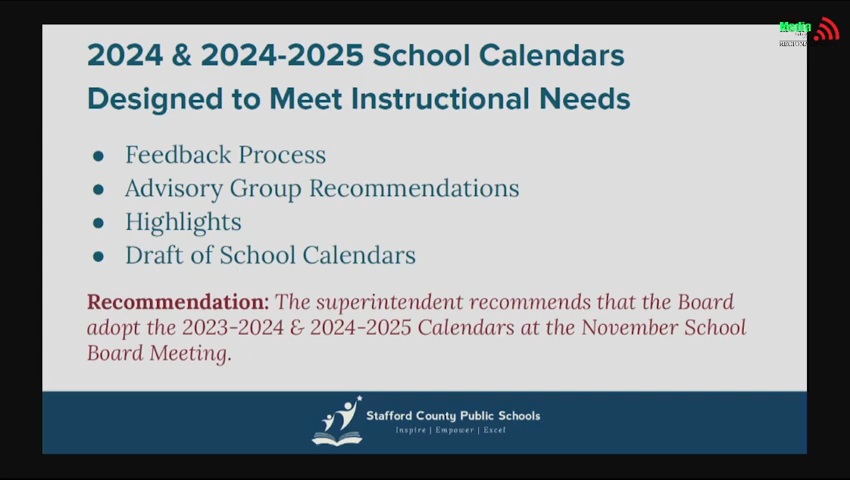 Media
2024 & 2024-2025 School Calendars
Designed to Meet Instructional Needs
● Feedback Process
● Advisory Group Recommendations
● Highlights
● Draft of School Calendars
Recommendation: The superintendent recommends that the Board
adopt the 2023-2024 & 2024-2025 Calendars at the November School
Board Meeting.
Stafford County Public Schools
Inspire | Empower | Excel